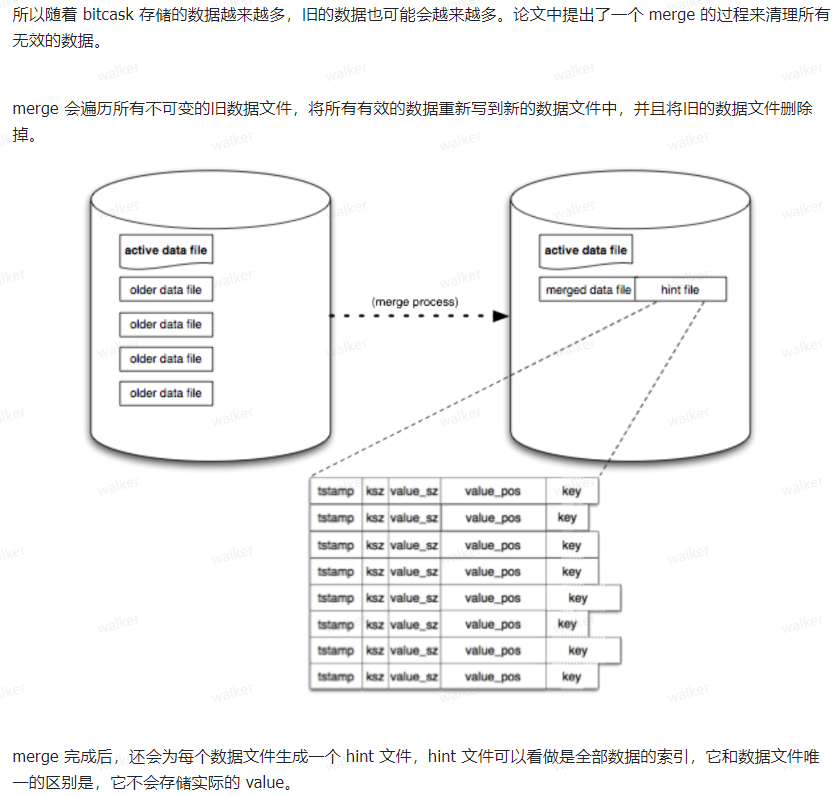 所以随着 bitcask 存储的数据越来越多，旧的数据也可能会越来越多。论文中提出了一个 merge 的过程来清理所有
无效的数据。
merge 会遍历所有不可变的旧数据文件，将所有有效的数据重新写到新的数据文件中，并且将旧的数据文件删除
掉。
active data file
older data file
older data file
older data file
older data file
(merge process)
active data file
merged data file hint file
tstamp ksz value_sz value_pos key
tstamp ksz value_sz value_pos key
tstamp ksz value_sz value_pos key
tstamp ksz value_sz value_pos key
tstamp ksz value_sz value_pos key
tstamp ksz value_sz value_pos key
tstamp ksz value_sz value_pos key
tstamp ksz value_sz value_pos key
merge 完成后，还会为每个数据文件生成一个 hint 文件，hint 文件可以看做是全部数据的索引，它和数据文件唯
一的区别是，它不会存储实际的 value。
walker